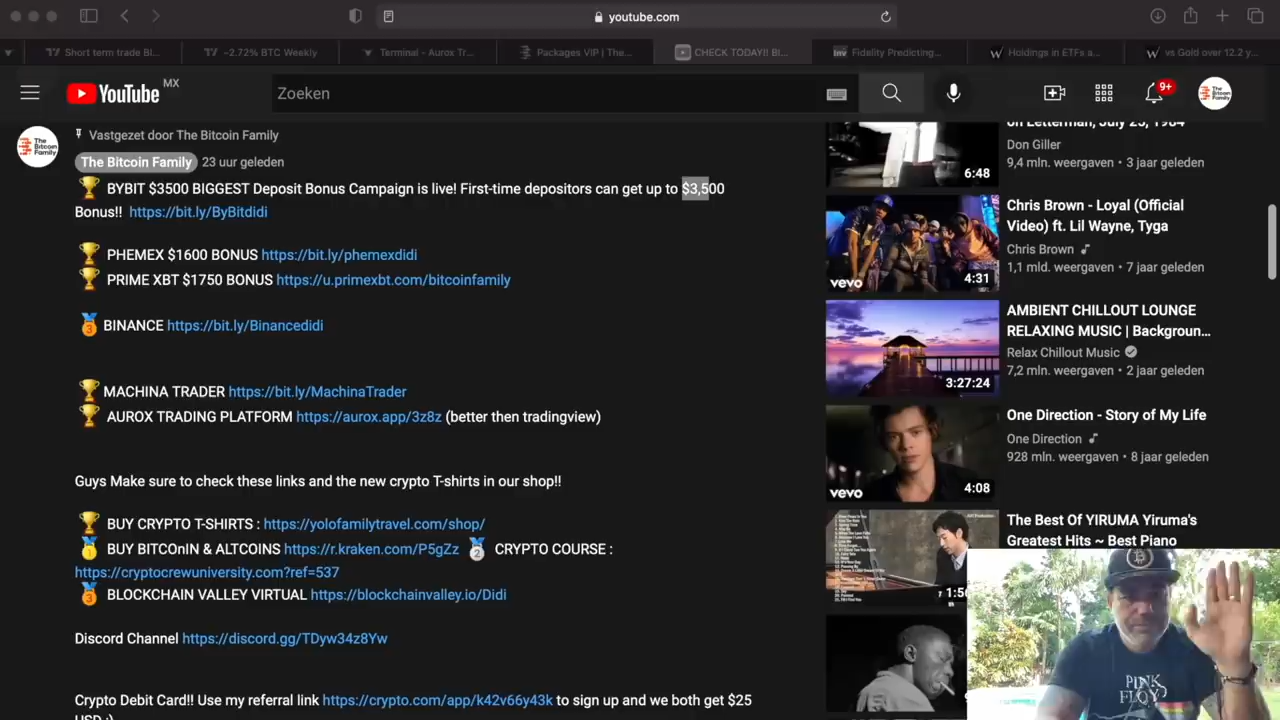 youtube.com
Short term trade Bl...
−2.72% BTC Weekly
Terminal - Aurox Tr...
Packages VIP | The...
CHECK TODAY!! BI...
Fidelity Predicting...
Holdings in ETFs a...
vs Gold over 12.2 y...
YouTube MX
Zoeken
9+
The Bitcoin Family
Vastgezet door The Bitcoin Family
The Bitcoin Family 23 uur geleden
BYBIT $3500 BIGGEST Deposit Bonus Campaign is live! First-time depositors can get up to $3,500
Bonus!! https://bit.ly/ByBitdidi
PHEMEX $1600 BONUS https://bit.ly/phemexdidi
PRIME XBT $1750 BONUS https://u.primexbt.com/bitcoinfamily
BINANCE https://bit.ly/Binancedidi
MACHINA TRADER https://bit.ly/MachinaTrader
AUROX TRADING PLATFORM https://aurox.app/3z8z (better then tradingview)
Guys Make sure to check these links and the new crypto T-shirts in our shop!!
BUY CRYPTO T-SHIRTS : https://yolofamilytravel.com/shop/
BUY BITCOnIN & ALTCOINS https://r.kraken.com/P5gZz CRYPTO COURSE :
https://cryptocrewuniversity.com?ref=537
BLOCKCHAIN VALLEY VIRTUAL https://blockchainvalley.io/Didi
Discord Channel https://discord.gg/TDyw34z8Yw
Crypto Debit Card!! Use my referral link https://crypto.com/app/k42v66y43k to sign up and we both get $25
USD :)
on Letterman, July 25, 1984
Don Giller
9,4 mln. weergaven • 3 jaar geleden
6:48
Chris Brown - Loyal (Official
Video) ft. Lil Wayne, Tyga
Chris Brown
1,1 mld. weergaven • 7 jaar geleden
vevo
4:31
AMBIENT CHILLOUT LOUNGE
RELAXING MUSIC | Backgroun...
Relax Chillout Music
7,2 mln. weergaven • 2 jaar geleden
3:27:24
One Direction - Story of My Life
One Direction
928 mln. weergaven • 8 jaar geleden
vevo
4:08
The Best Of YIRUMA Yiruma's
Greatest Hits ~ Best Piano
1:56
PINK
FLOYD